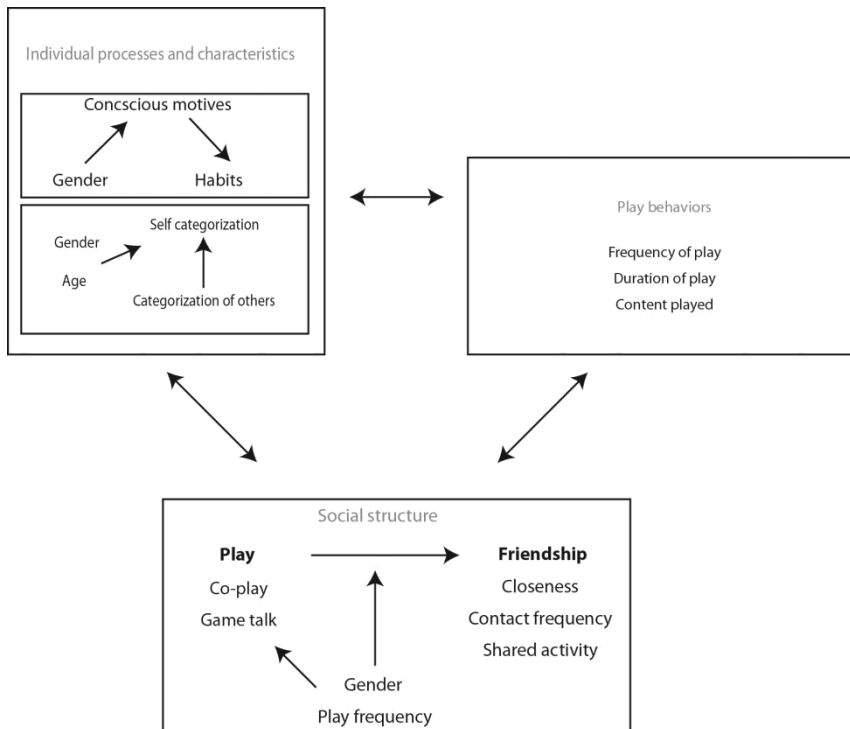 Individual processes and characteristics
Concscious motives
Gender
Habits
Self categorization
Gender
Age
Categorization of others
Play behaviors
Frequency of play
Duration of play
Content played
Social structure
Play
Friendship
Co-play
Closeness
Game talk
Contact frequency
Shared activity
Gender
Play frequency